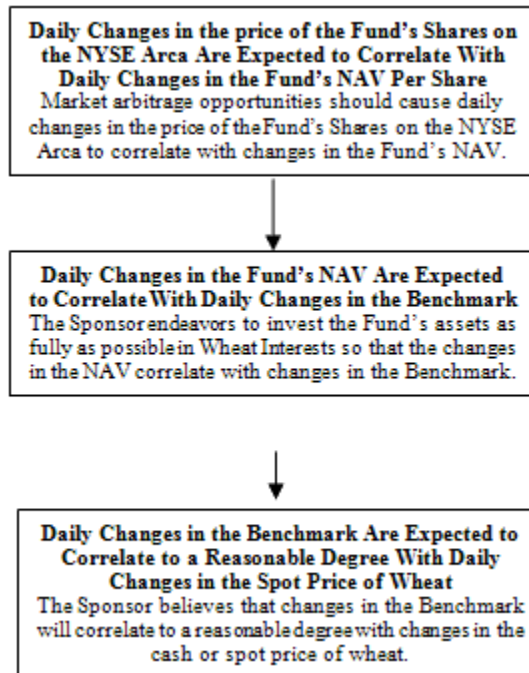 Daily Changes in the price of the Fund's Shares on
the NYSE Arca Are Expected to Correlate With
Daily Changes in the Fund's NAV Per Share
Market arbitrage opportunities should cause daily
changes in the price of the Fund's Shares on the NYSE
Arca to correlate with changes in the Fund's NAV.
Daily Changes in the Fund's NAV Are Expected
to Correlate With Daily Changes in the Benchmark
The Sponsor endeavors to invest the Fund's assets as
fully as possible in Wheat Interests so that the changes
in the NAV correlate with changes in the Benchmark.
Daily Changes in the Benchmark Are Expected to
Correlate to a Reasonable Degree With Daily
Changes in the Spot Price of Wheat
The Sponsor believes that changes in the Benchmark
will correlate to a reasonable degree with changes in the
cash or spot price of wheat.